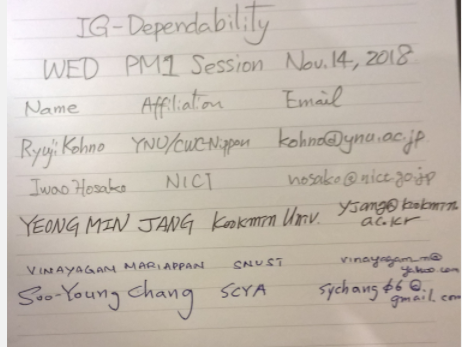 IG-Dependability
WED PM1 Session Nov. 14, 2018
Name Affiliation Email
Ryuji Kohno YNU/CWC-Nippon kohno@ynu.ac.jp
Iwao Hosako NICT hosako@nict.go.jp
YEONG MIN JANG Kookmin Univ. yjang@kookmin.
ac.kr
VINAYAGAM MARIAPPAN SNUST vinayagam_m@
yahoo.com
Soo-Young Chang SCYA sychang66@
gmail.com